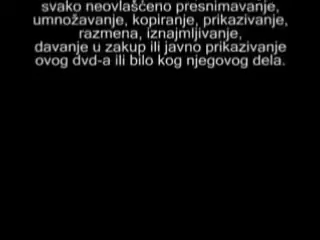 svako neovlašćeno presnimavanje,
umnožavanje, kopiranje, prikazivanje,
razmena, iznajmljivanje,
davanje u zakup ili javno prikazivanje
ovog dvd-a ili bilo kog njegovog dela.